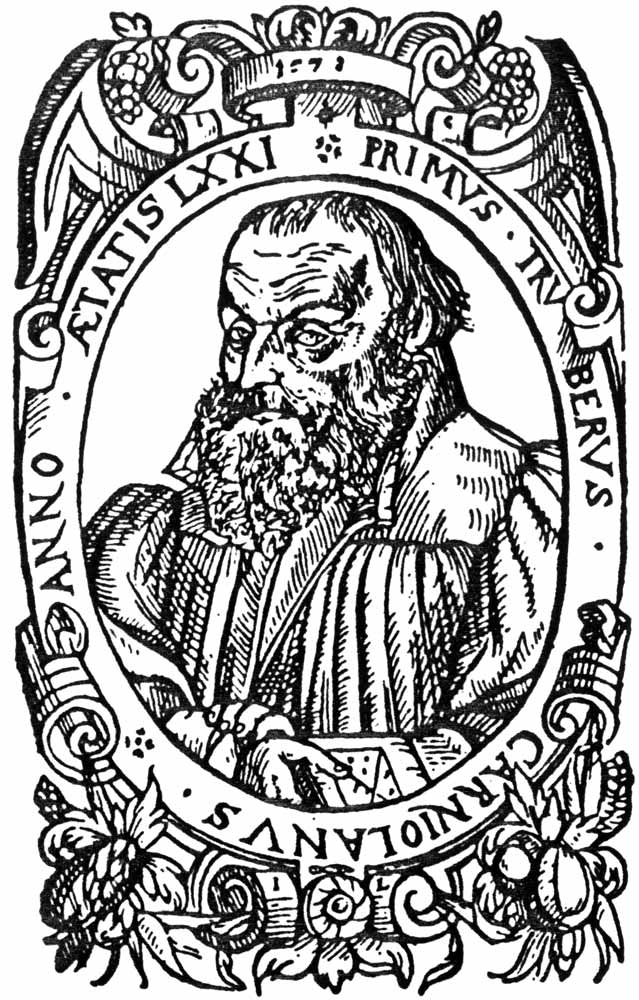 1578
PRIMVS · TRVBERVS · CARNIOLANVS · ANNO · ÆTATIS LXXI
I L